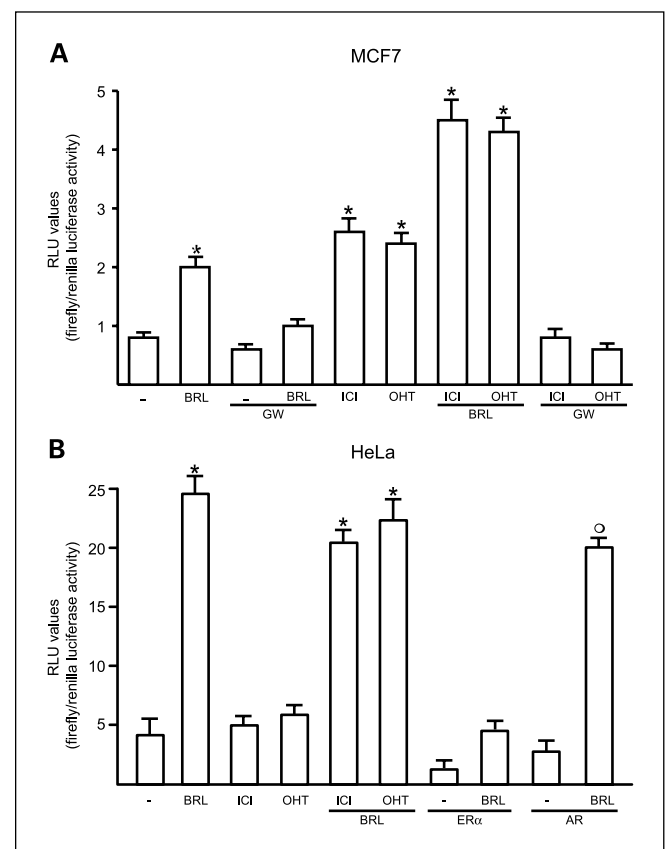 A
MCF7
RLU values
(firefly/renilla luciferase activity)
5
4
3
2
1
* * * * *
- BRL - BRL ICI OHT ICI OHT ICI OHT
GW BRL GW
B
HeLa
RLU values
(firefly/renilla luciferase activity)
25
20
15
10
5
* * * ○
- BRL ICI OHT ICI OHT - BRL - BRL
BRL ERα AR